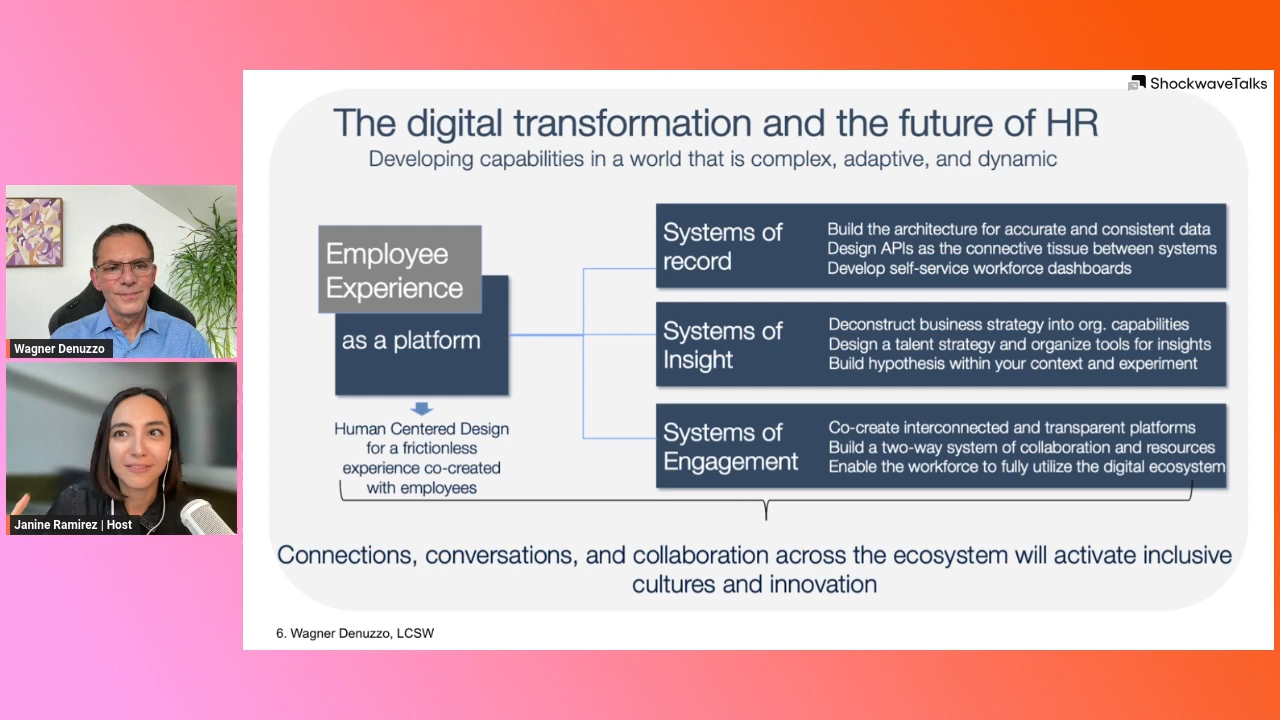 ShockwaveTalks
The digital transformation and the future of HR
Developing capabilities in a world that is complex, adaptive, and dynamic
Employee
Experience
as a platform
Human Centered Design
for a frictionless
experience co-created
with employees
Systems of
record
Build the architecture for accurate and consistent data
Design APIs as the connective tissue between systems
Develop self-service workforce dashboards
Systems of
Insight
Deconstruct business strategy into org. capabilities
Design a talent strategy and organize tools for insights
Build hypothesis within your context and experiment
Systems of
Engagement
Co-create interconnected and transparent platforms
Build a two-way system of collaboration and resources
Enable the workforce to fully utilize the digital ecosystem
Connections, conversations, and collaboration across the ecosystem will activate inclusive
cultures and innovation
6. Wagner Denuzzo, LCSW
Wagner Denuzzo
Janine Ramirez | Host